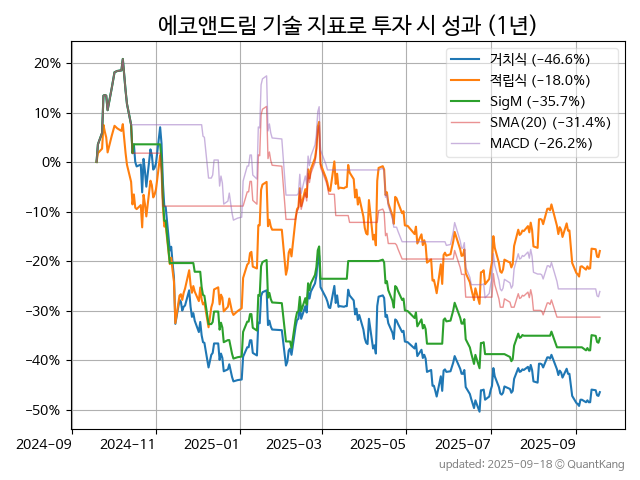 에코앤드림 기술 지표로 투자 시 성과 (1년)
거치식 (−46.6%)
적립식 (−18.0%)
SigM (−35.7%)
SMA(20) (−31.4%)
MACD (−26.2%)
20%
10%
0%
−10%
−20%
−30%
−40%
−50%
2024-09 2024-11 2025-01 2025-03 2025-05 2025-07 2025-09
updated: 2025-09-18 © QuantKang